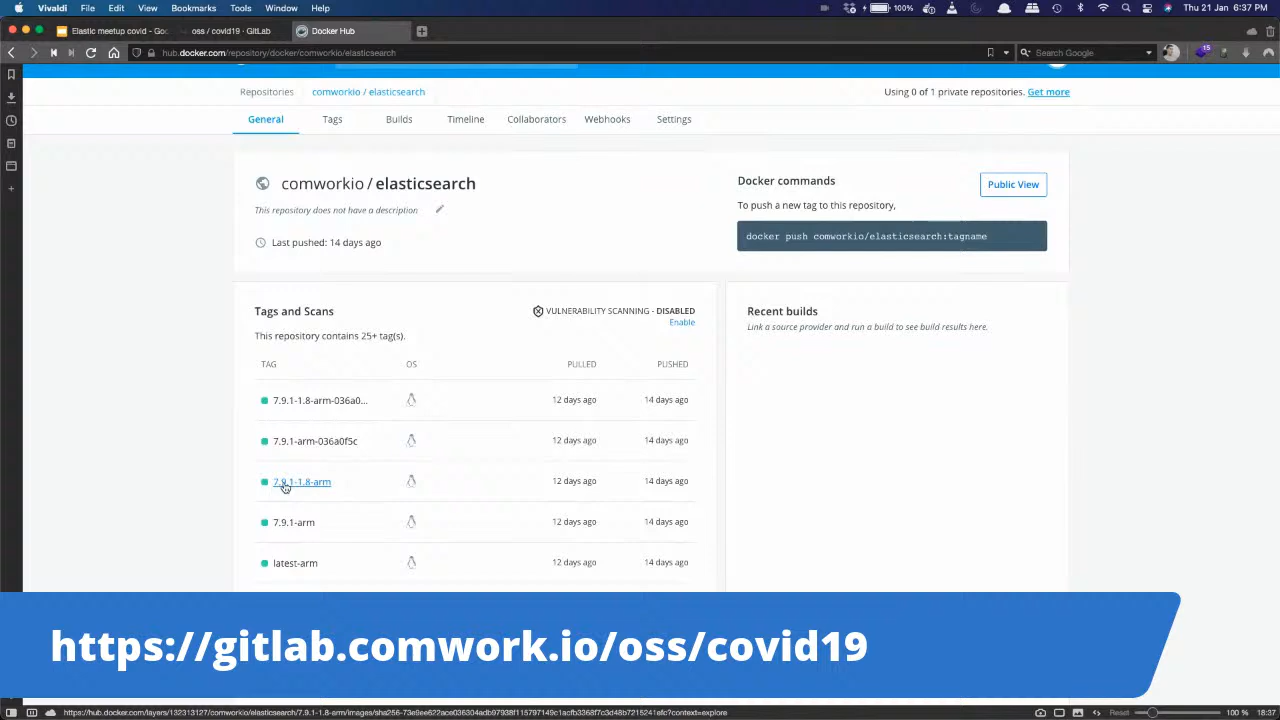 Vivaldi File Edit View Bookmarks Tools Window Help 100% Thu 21 Jan 6:37 PM
Elastic meetup covid - Goo oss / covid19 · GitLab Docker Hub
hub.docker.com/repository/docker/comworkio/elasticsearch Search Google 15
Repositories comworkio / elasticsearch Using 0 of 1 private repositories. Get more
General Tags Builds Timeline Collaborators Webhooks Settings
comworkio / elasticsearch
This repository does not have a description
Last pushed: 14 days ago
Docker commands
Public View
To push a new tag to this repository,
docker push comworkio/elasticsearch:tagname
Tags and Scans
VULNERABILITY SCANNING - DISABLED
Enable
This repository contains 25+ tag(s).
TAG OS PULLED PUSHED
7.9.1-1.8-arm-036a0... 12 days ago 14 days ago
7.9.1-arm-036a0f5c 12 days ago 14 days ago
7.9.1-1.8-arm 12 days ago 14 days ago
7.9.1-arm 12 days ago 14 days ago
latest-arm 12 days ago 14 days ago
Recent builds
Link a source provider and run a build to see build results here.
https://gitlab.comwork.io/oss/covid19
Reset 100 % 18:37